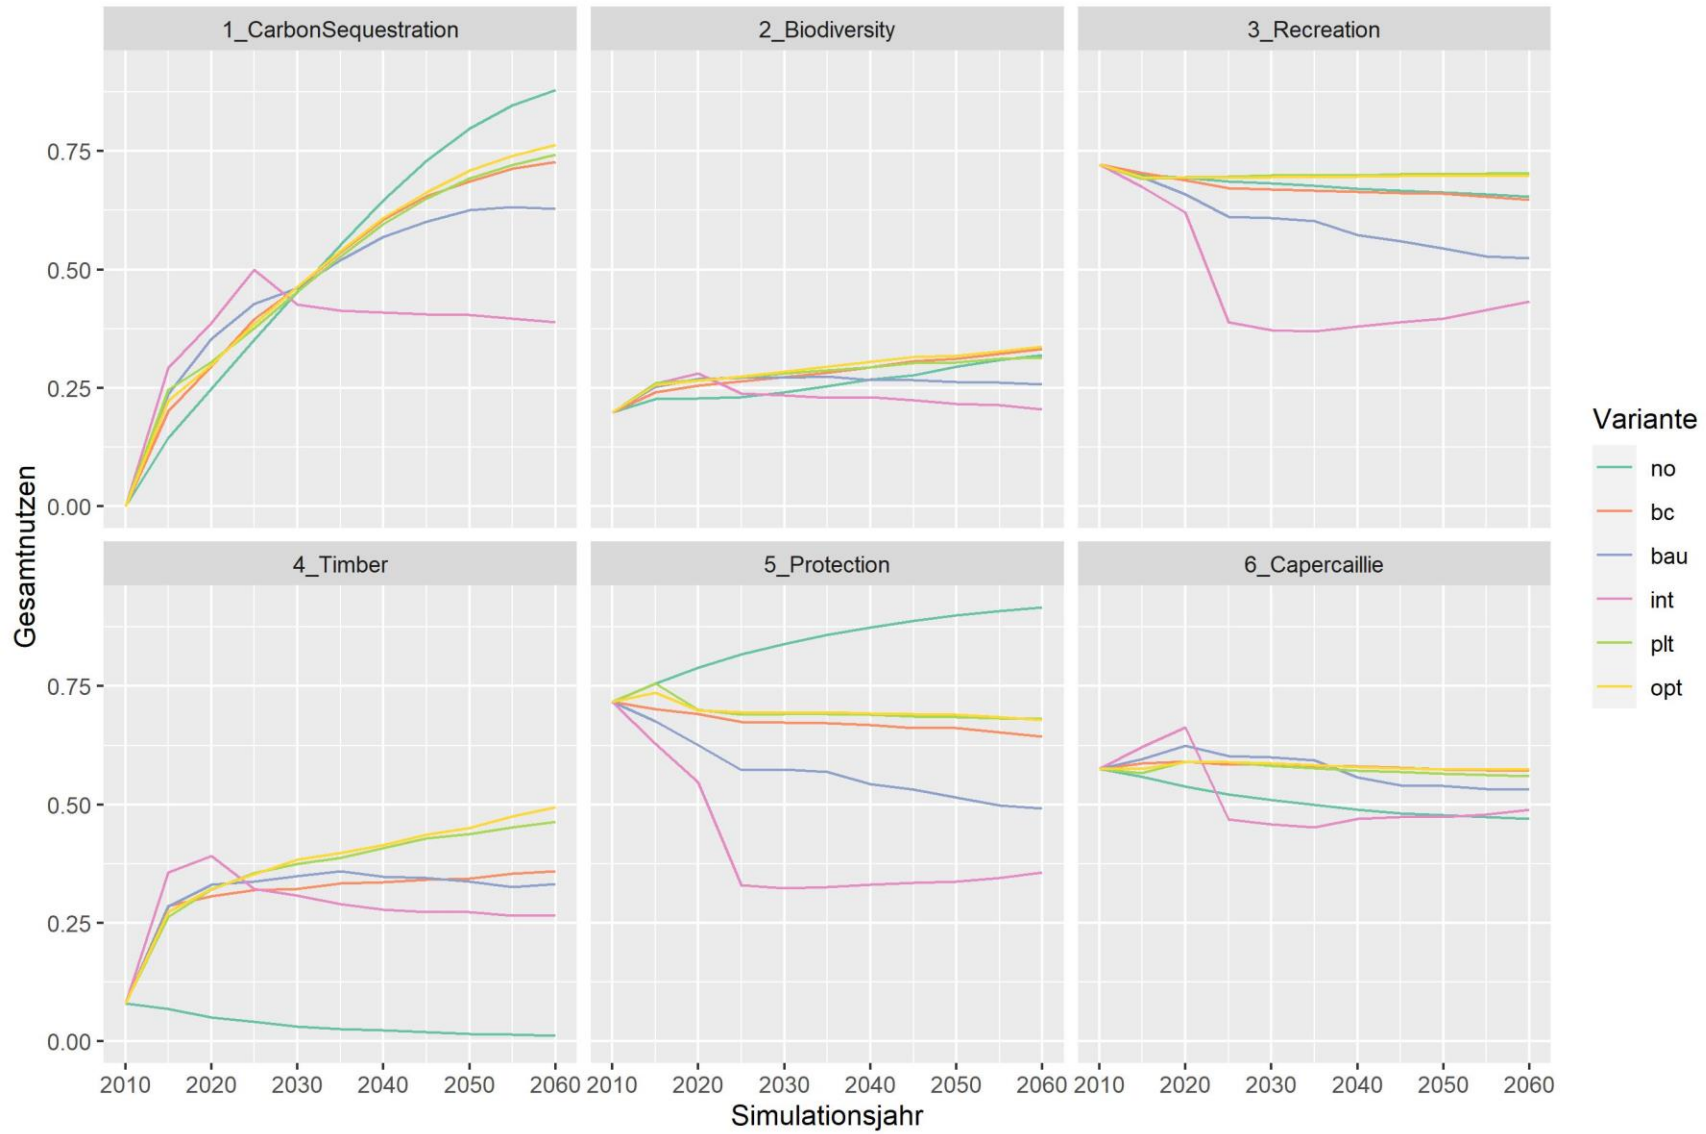 1_CarbonSequestration 2_Biodiversity 3_Recreation
0.75
0.50
0.25
0.00
4_Timber 5_Protection 6_Capercaillie
0.75
0.50
0.25
0.00
2010 2020 2030 2040 2050 2060 2010 2020 2030 2040 2050 2060 2010 2020 2030 2040 2050 2060
Simulationsjahr
Gesamtnutzen
Variante
no
bc
bau
int
plt
opt